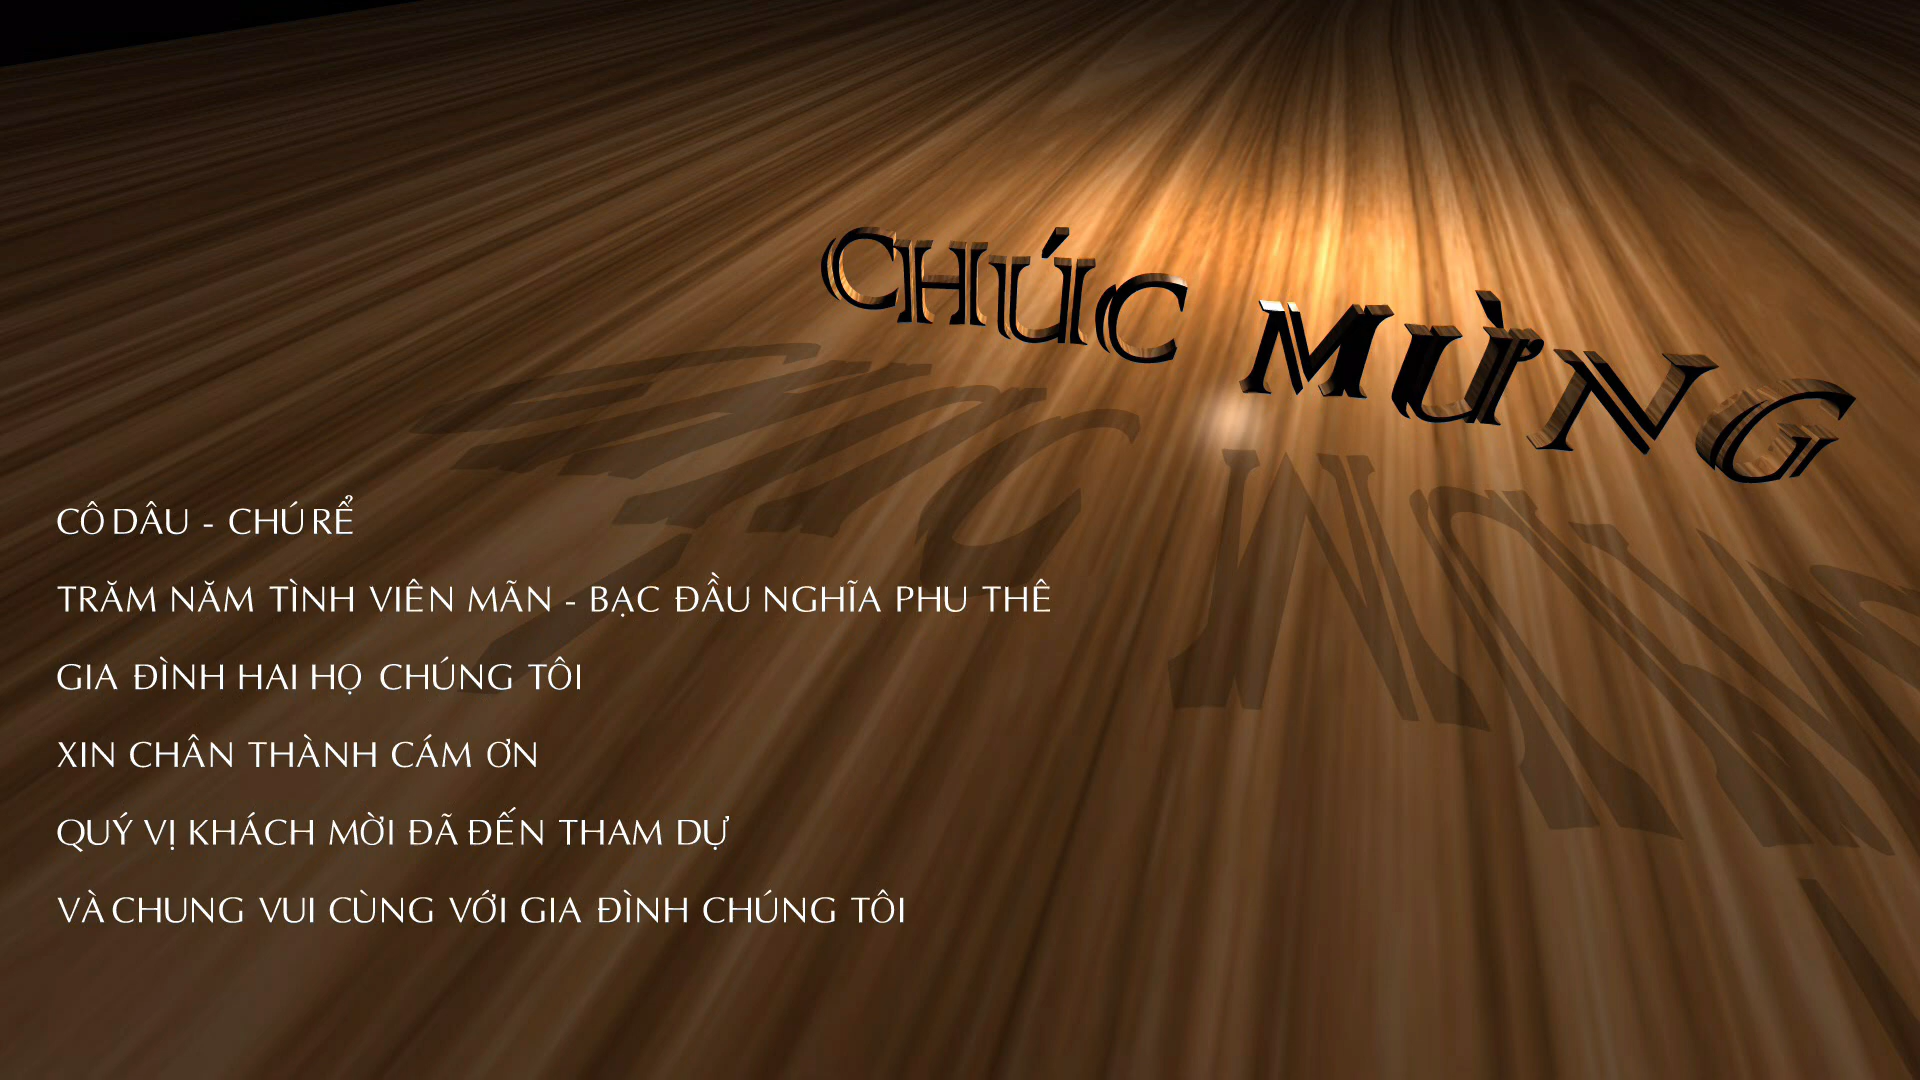 CHÚC MỪNG
CÔ DÂU - CHÚ RỂ
TRĂM NĂM TÌNH VIÊN MÃN - BẠC ĐẦU NGHĨA PHU THÊ
GIA ĐÌNH HAI HỌ CHÚNG TÔI
XIN CHÂN THÀNH CÁM ƠN
QUÝ VỊ KHÁCH MỜI ĐÃ ĐẾN THAM DỰ
VÀ CHUNG VUI CÙNG VỚI GIA ĐÌNH CHÚNG TÔI